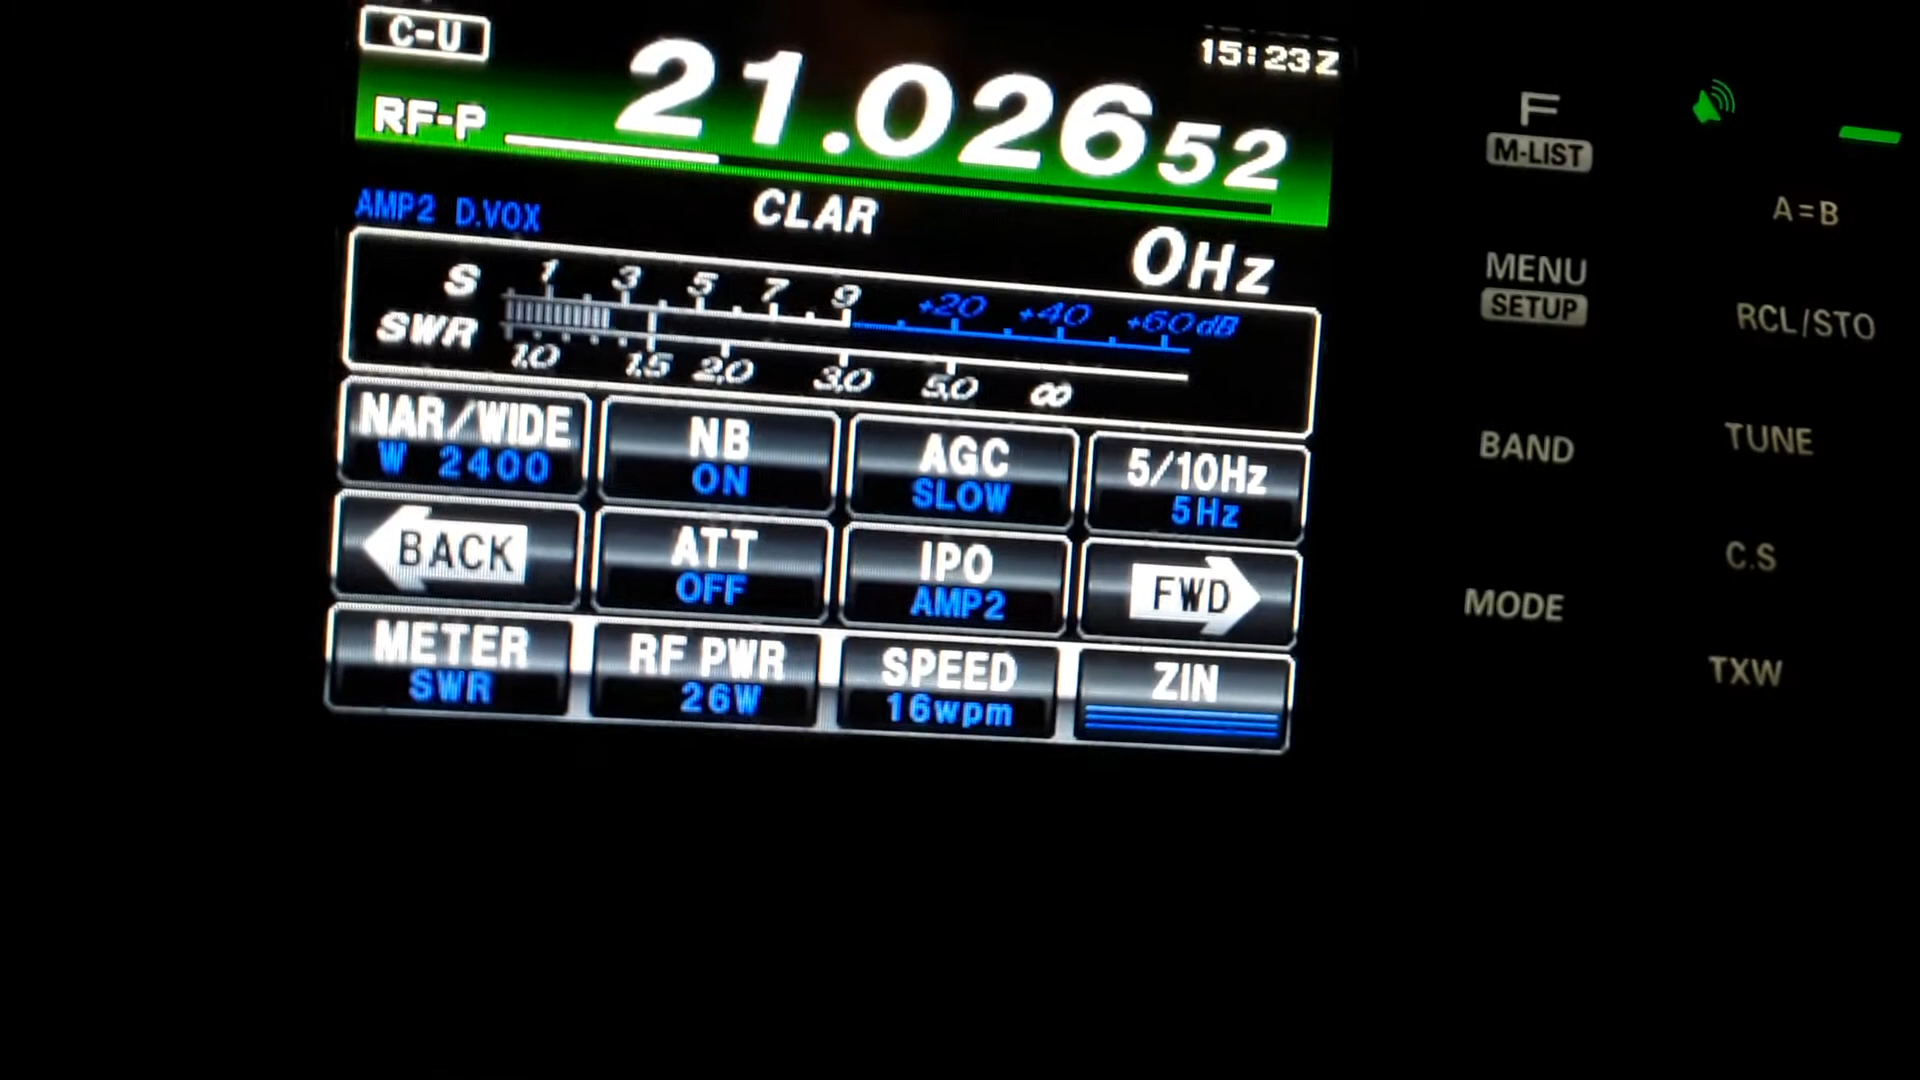 C-U
15:23Z
21.02652
RF-P
AMP2 D.VOX
CLAR
0Hz
S 1 3 5 7 9 +20 +40 +60dB
SWR
1.0 1.5 2.0 3.0 5.0 ∞
NAR/WIDE NB AGC 5/10Hz
W 2400 ON SLOW 5Hz
BACK ATT IPO FWD
OFF AMP2
METER RF PWR SPEED ZIN
SWR 26W 16wpm
F
M-LIST
A=B
MENU
SETUP
RCL/STO
BAND
TUNE
C.S
MODE
TXW